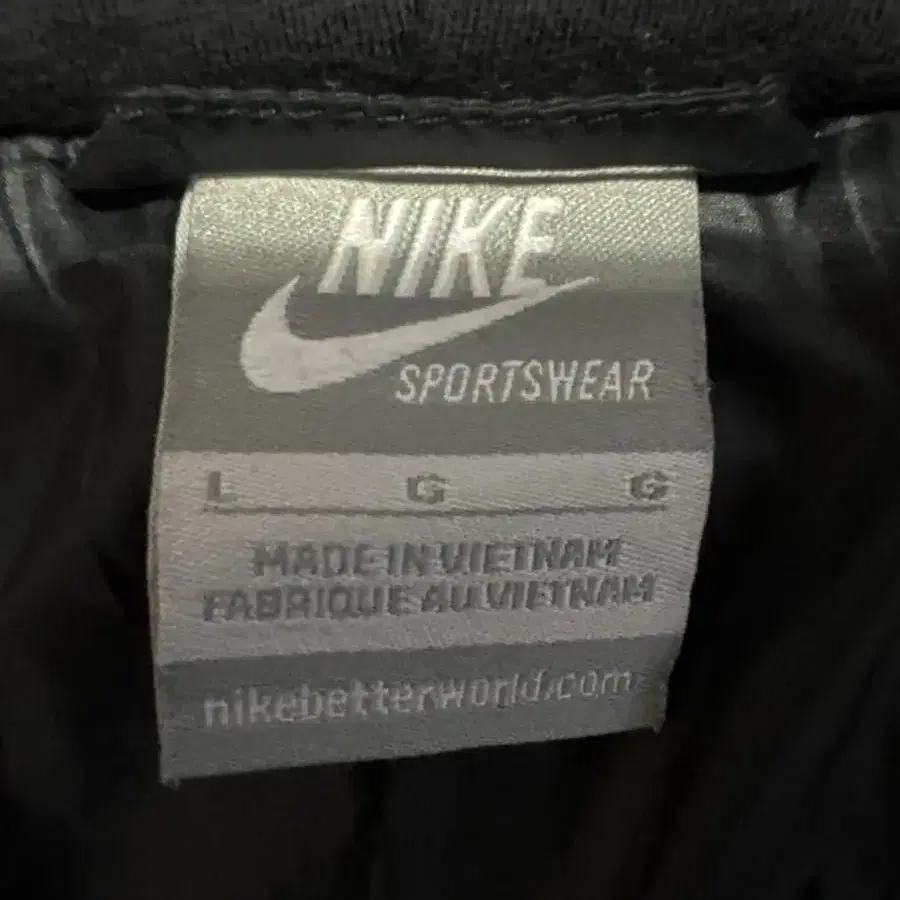 NIKE
SPORTSWEAR
L G G
MADE IN VIETNAM
FABRIQUE AU VIETNAM
nikebetterworld.com